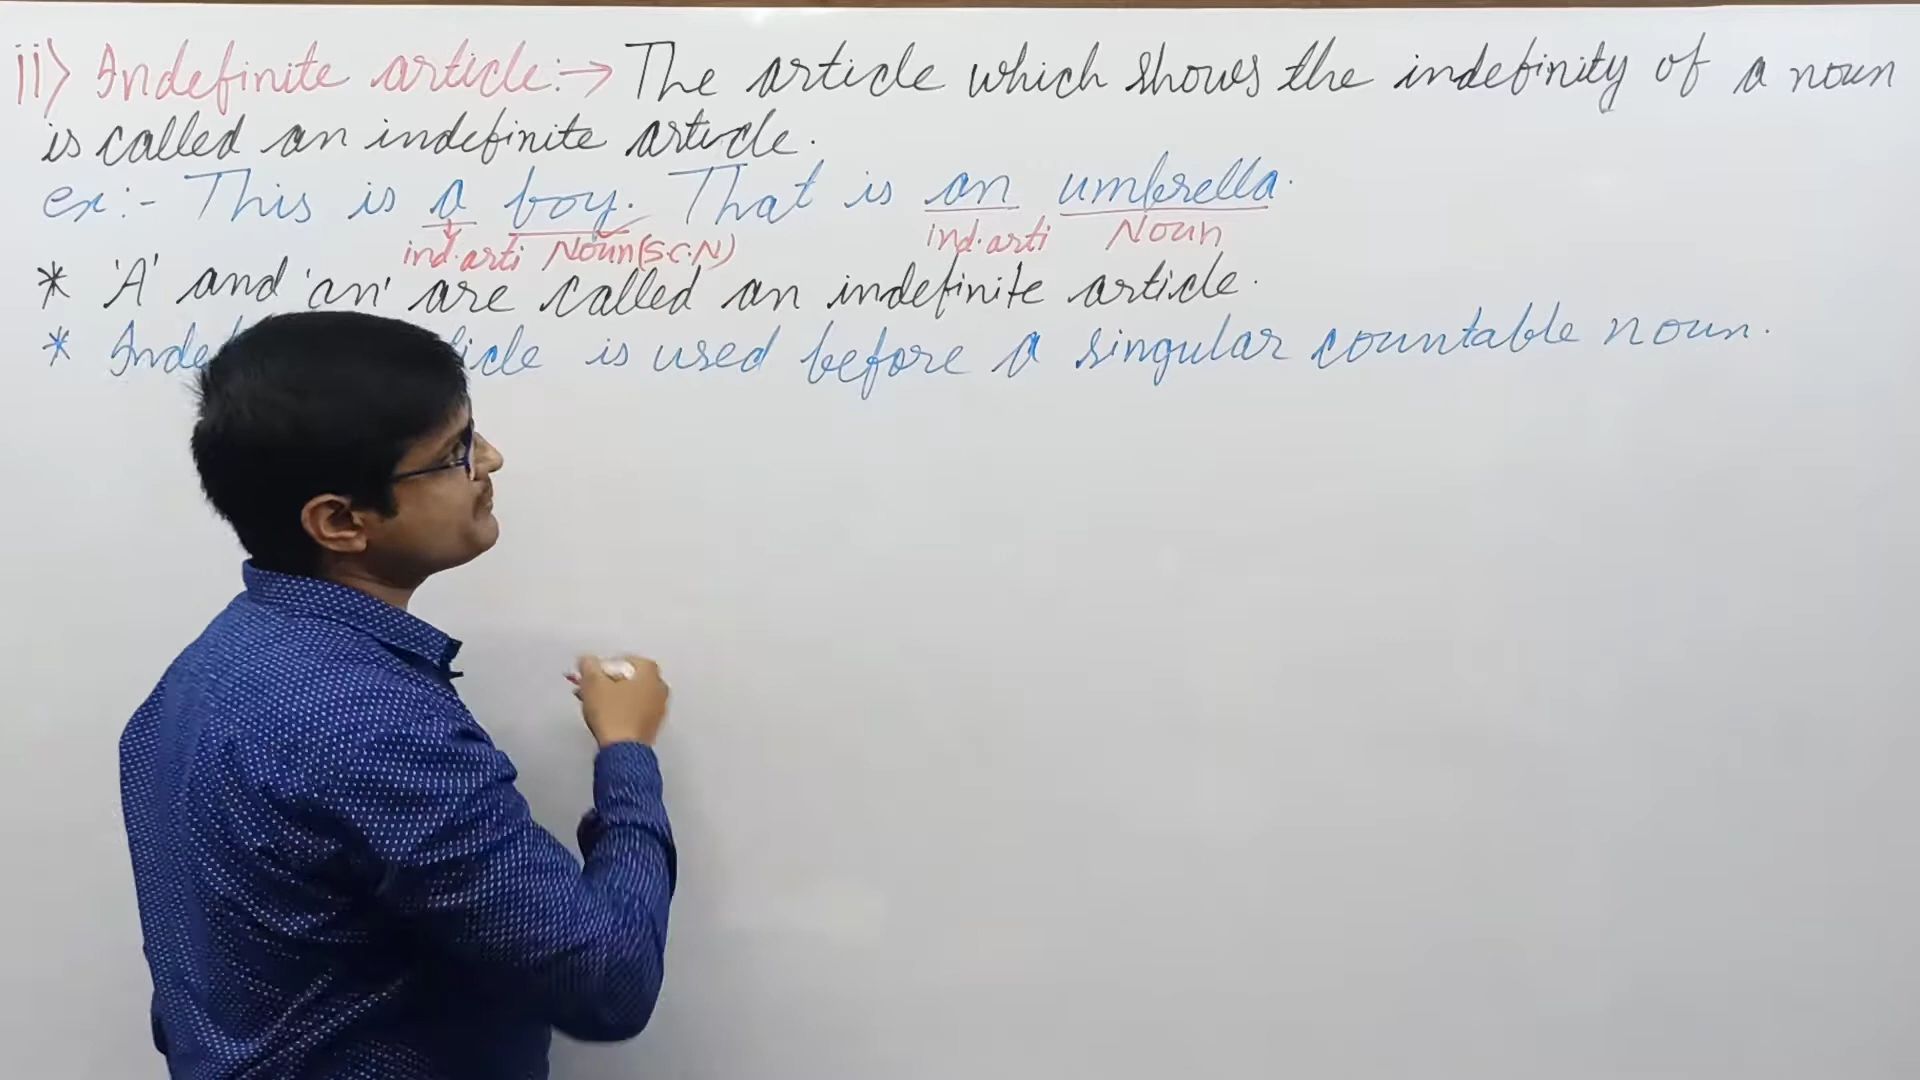 ii) Indefinite article:→ The article which shows the indefinity of a noun
is called an indefinite article.
ex:- This is a boy. That is an umbrella.
ind.arti Noun(S.C.N) ind.arti Noun
* 'A' and 'an' are called an indefinite article.
* is used before a singular countable noun.